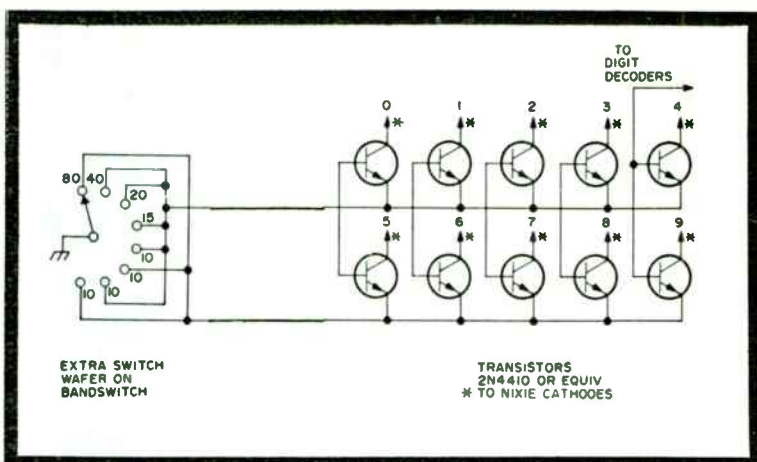 TO
DIGIT
DECODERS
0 1 2 3 4
* * * * *
80 40
20
15
10
10
10 10
5 6 7 8 9
* * * * *
EXTRA SWITCH
WAFER ON
BANDSWITCH
TRANSISTORS
2N4410 OR EQUIV
* TO NIXIE CATHODES